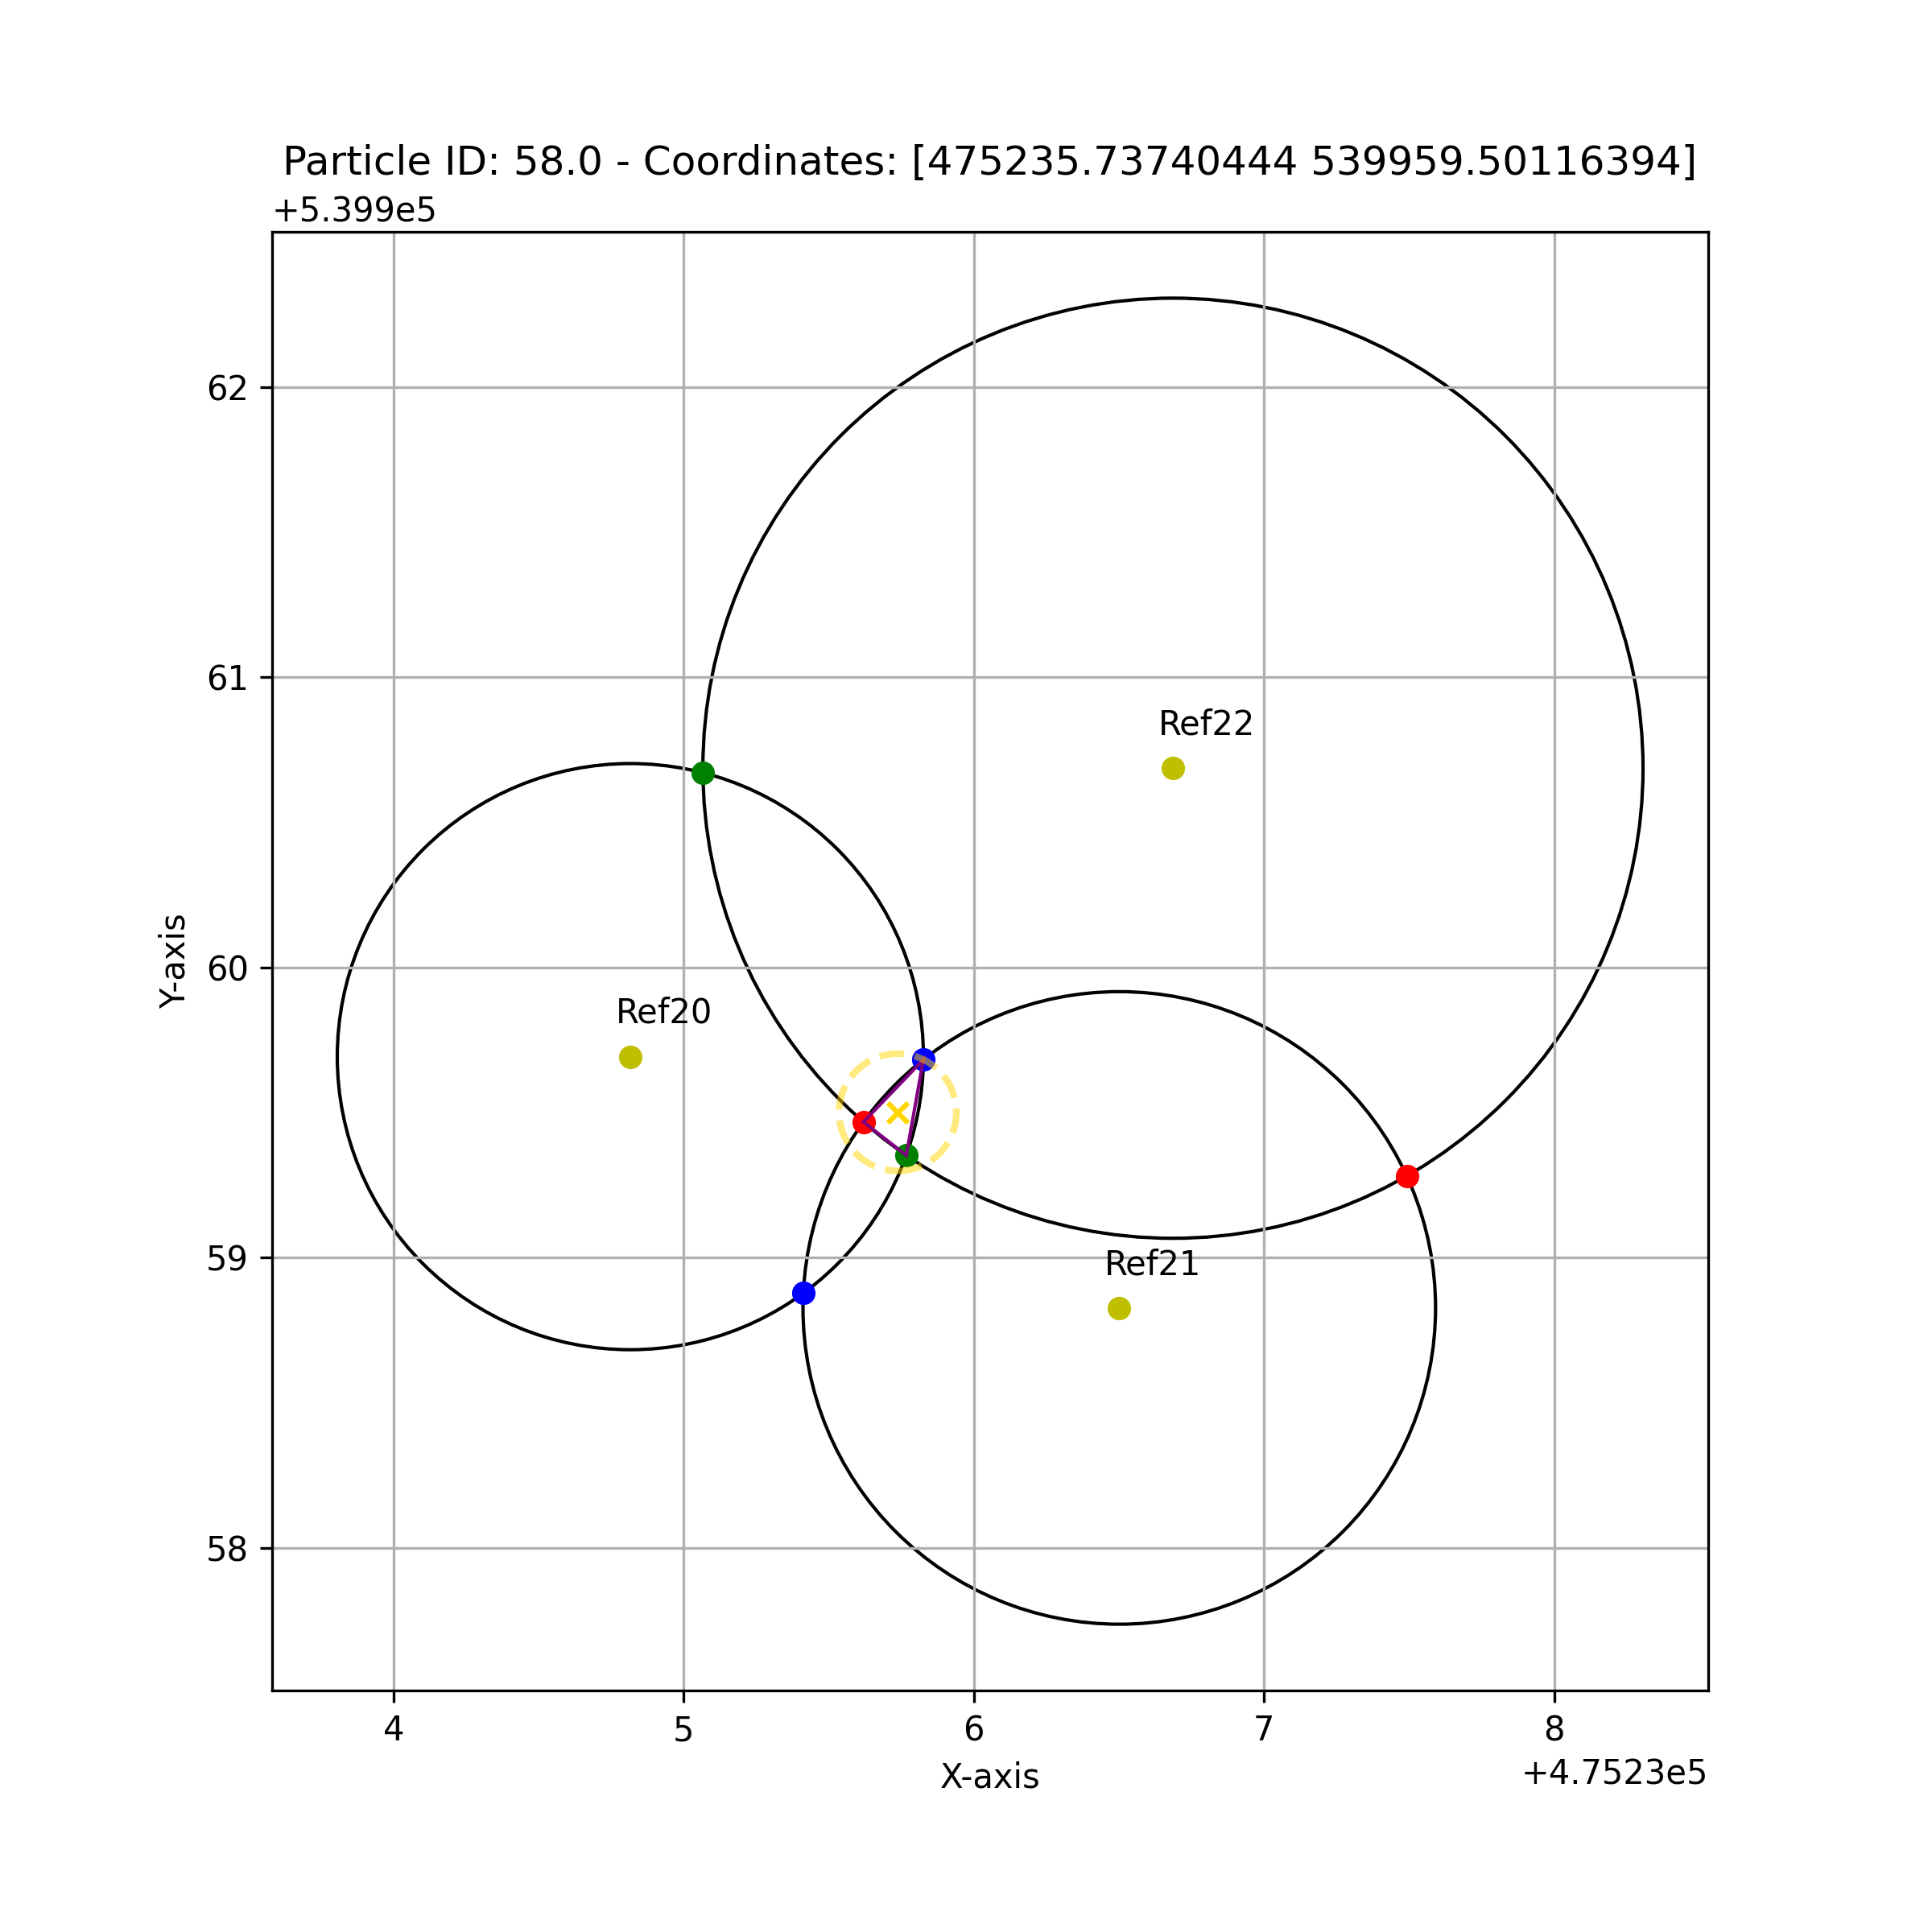 Particle ID: 58.0 - Coordinates: [475235.73740444 539959.50116394]
+5.399e5
62
61
Ref22
60
Y-axis
Ref20
59
Ref21
58
4 5 6 7 8
X-axis
+4.7523e5